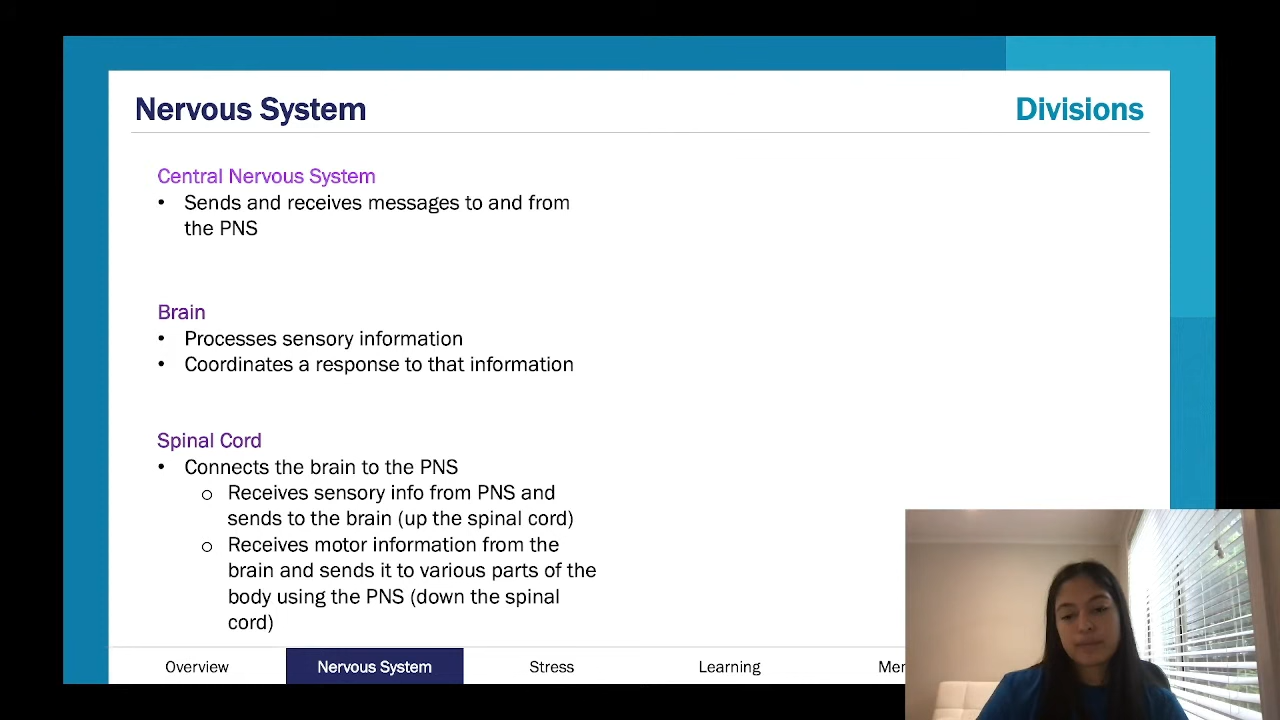 Nervous System
Divisions
Central Nervous System
• Sends and receives messages to and from
the PNS
Brain
• Processes sensory information
• Coordinates a response to that information
Spinal Cord
• Connects the brain to the PNS
o Receives sensory info from PNS and
sends to the brain (up the spinal cord)
o Receives motor information from the
brain and sends it to various parts of the
body using the PNS (down the spinal
cord)
Overview
Nervous System
Stress
Learning